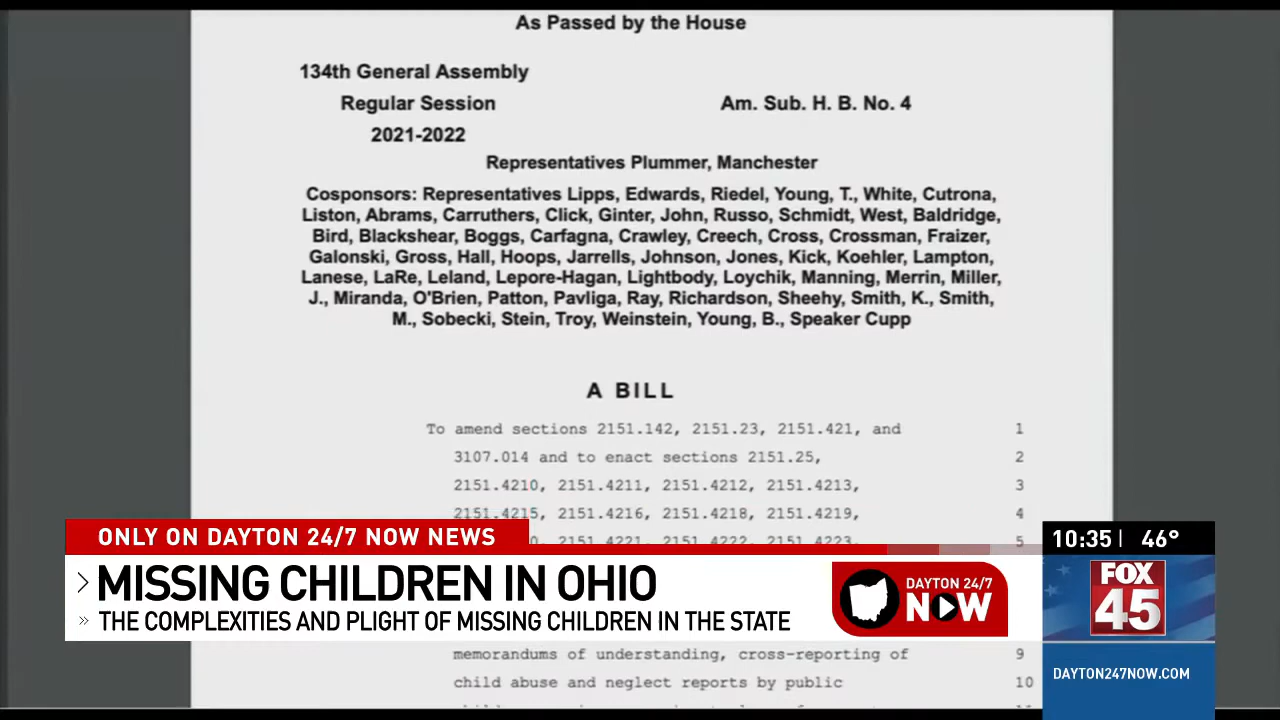 As Passed by the House
134th General Assembly
Regular Session
Am. Sub. H. B. No. 4
2021-2022
Representatives Plummer, Manchester
Cosponsors: Representatives Lipps, Edwards, Riedel, Young, T., White, Cutrona,
Liston, Abrams, Carruthers, Click, Ginter, John, Russo, Schmidt, West, Baldridge,
Bird, Blackshear, Boggs, Carfagna, Crawley, Creech, Cross, Crossman, Fraizer,
Galonski, Gross, Hall, Hoops, Jarrells, Johnson, Jones, Kick, Koehler, Lampton,
Lanese, LaRe, Leland, Lepore-Hagan, Lightbody, Loychik, Manning, Merrin, Miller,
J., Miranda, O'Brien, Patton, Pavliga, Ray, Richardson, Sheehy, Smith, K., Smith,
M., Sobecki, Stein, Troy, Weinstein, Young, B., Speaker Cupp
A BILL
To amend sections 2151.142, 2151.23, 2151.421, and 1
3107.014 and to enact sections 2151.25, 2
2151.4210, 2151.4211, 2151.4212, 2151.4213, 3
2151.4215, 2151.4216, 2151.4218, 2151.4219, 4
2151.4221, 2151.4222, 2151.4223, 5
ONLY ON DAYTON 24/7 NOW NEWS
MISSING CHILDREN IN OHIO
THE COMPLEXITIES AND PLIGHT OF MISSING CHILDREN IN THE STATE
DAYTON 24/7
NOW
10:35 46°
FOX
45
DAYTON247NOW.COM
memorandums of understanding, cross-reporting of 9
child abuse and neglect reports by public 10